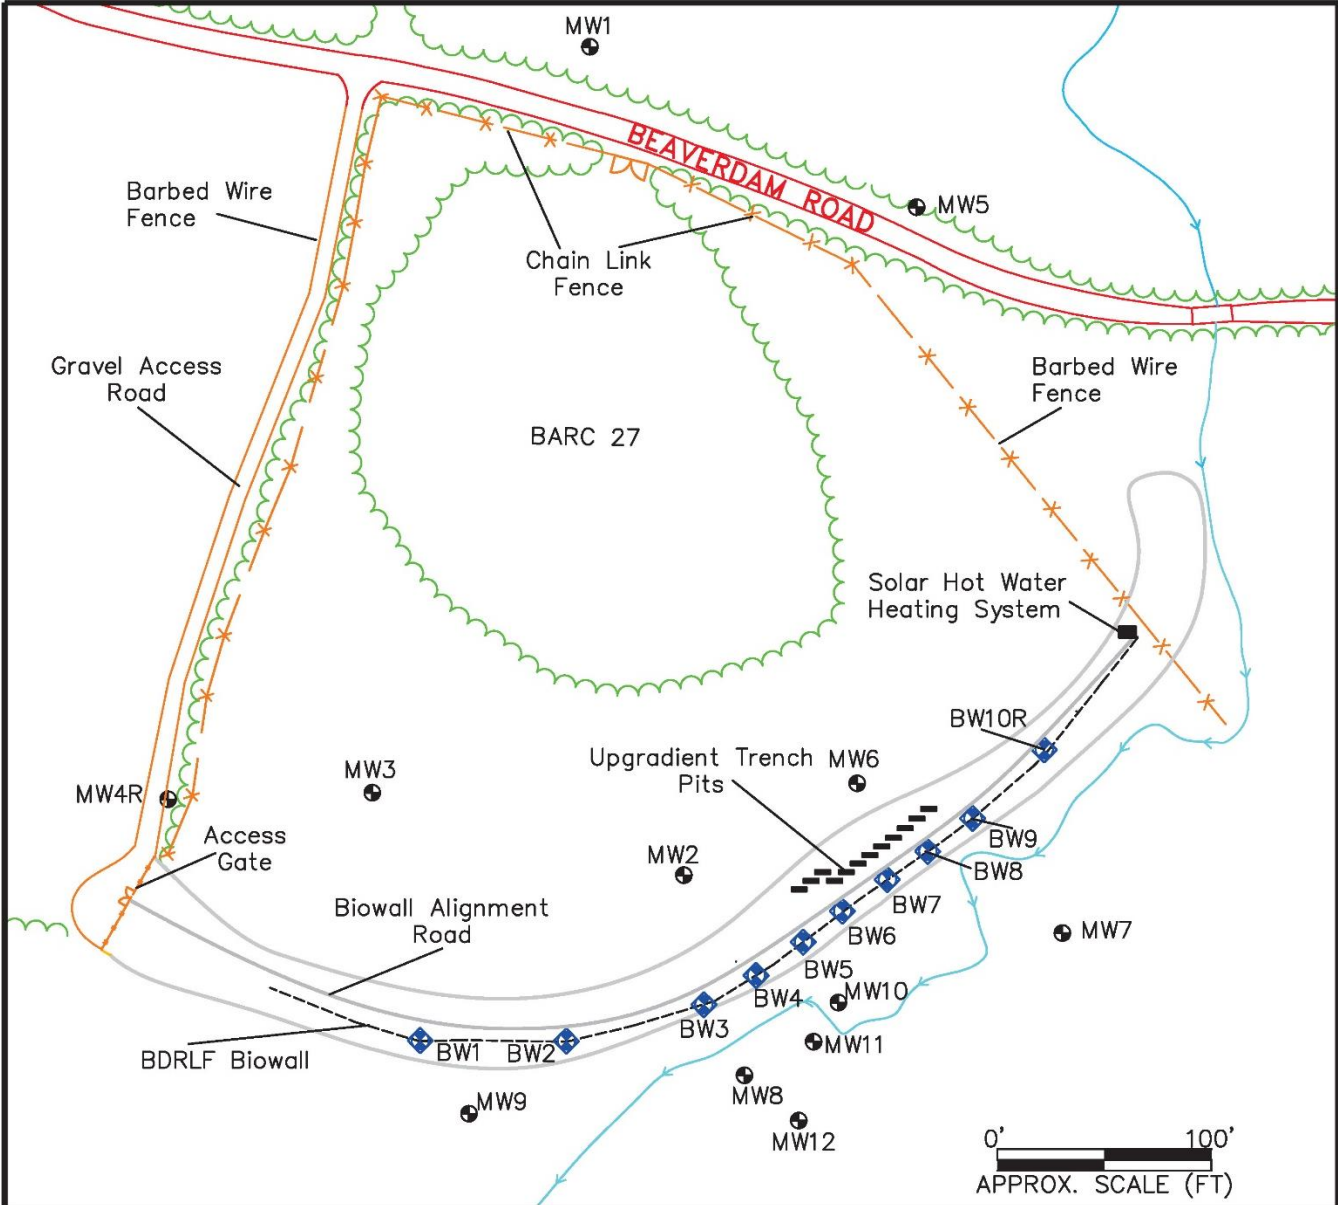 MW1
BEAVERDAM ROAD
Barbed Wire
Fence
MW5
Chain Link
Fence
Gravel Access
Road
Barbed Wire
Fence
BARC 27
Solar Hot Water
Heating System
BW10R
Upgradient Trench
Pits
MW6
MW3
MW4R
Access
Gate
MW2
BW9
BW8
BW7
Biowall Alignment
Road
BW6
MW7
BW5
BW4
MW10
BW3
MW11
BW1
BW2
BDRLF Biowall
MW8
MW9
MW12
0'
100'
APPROX. SCALE (FT)